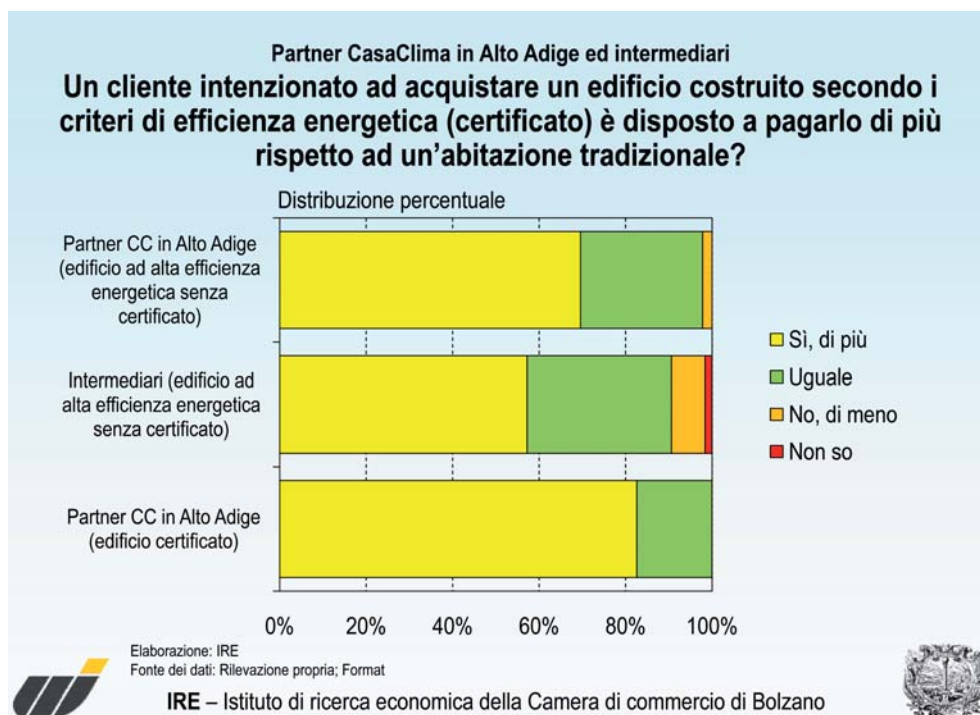 Partner CasaClima in Alto Adige ed intermediari
Un cliente intenzionato ad acquistare un edificio costruito secondo i
criteri di efficienza energetica (certificato) è disposto a pagarlo di più
rispetto ad un'abitazione tradizionale?
Distribuzione percentuale
Partner CC in Alto Adige
(edificio ad alta efficienza
energetica senza
certificato)
Intermediari (edificio ad
alta efficienza energetica
senza certificato)
Partner CC in Alto Adige
(edificio certificato)
Sì, di più
Uguale
No, di meno
Non so
0% 20% 40% 60% 80% 100%
Elaborazione: IRE
Fonte dei dati: Rilevazione propria; Format
IRE – Istituto di ricerca economica della Camera di commercio di Bolzano